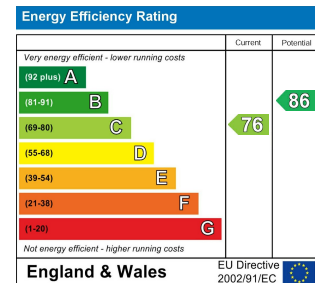 Energy Efficiency Rating
Current Potential
Very energy efficient - lower running costs
(92 plus) A
(81-91) B
86
(69-80) C
76
(55-68) D
(39-54) E
(21-38) F
(1-20) G
Not energy efficient - higher running costs
England & Wales
EU Directive
2002/91/EC